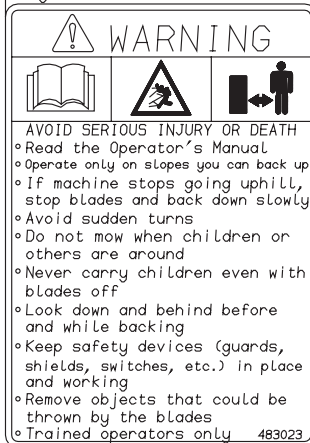 WARNING
AVOID SERIOUS INJURY OR DEATH
∘ Read the Operator's Manual
∘ Operate only on slopes you can back up
∘ If machine stops going uphill,
stop blades and back down slowly
∘ Avoid sudden turns
∘ Do not mow when children or
others are around
∘ Never carry children even with
blades off
∘ Look down and behind before
and while backing
∘ Keep safety devices (guards,
shields, switches, etc.) in place
and working
∘ Remove objects that could be
thrown by the blades
∘ Trained operators only 483023